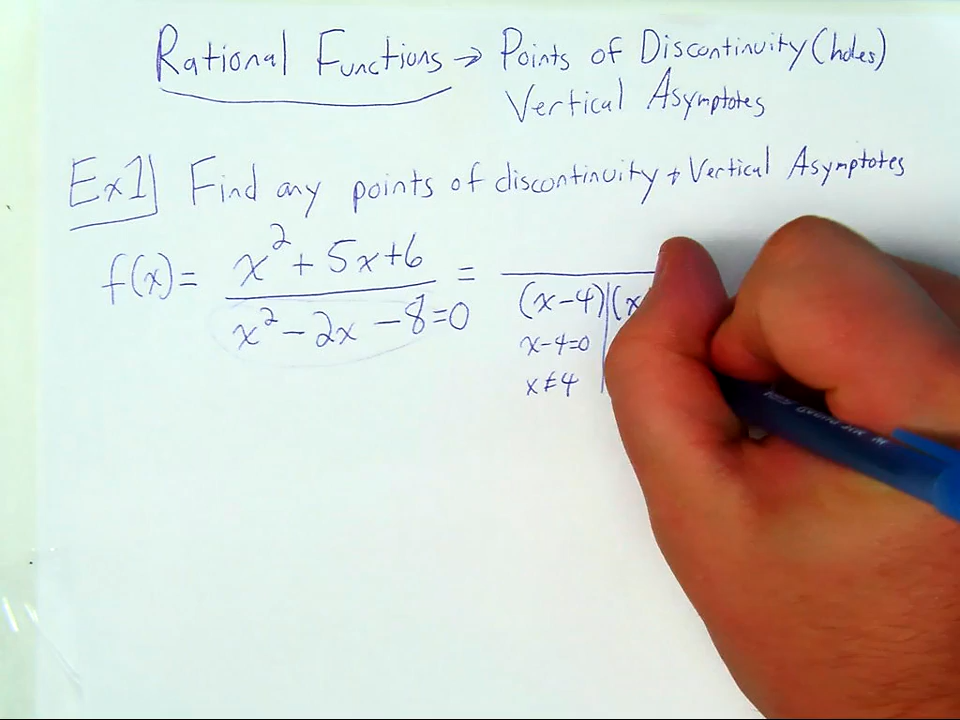 Rational Functions → Points of Discontinuity (holes)
Vertical Asymptotes
Ex1 Find any points of discontinuity + Vertical Asymptotes
f(x) = x² + 5x + 6 / x² - 2x - 8 = 0 =
(x-4) (x
x-4=0
x≠4